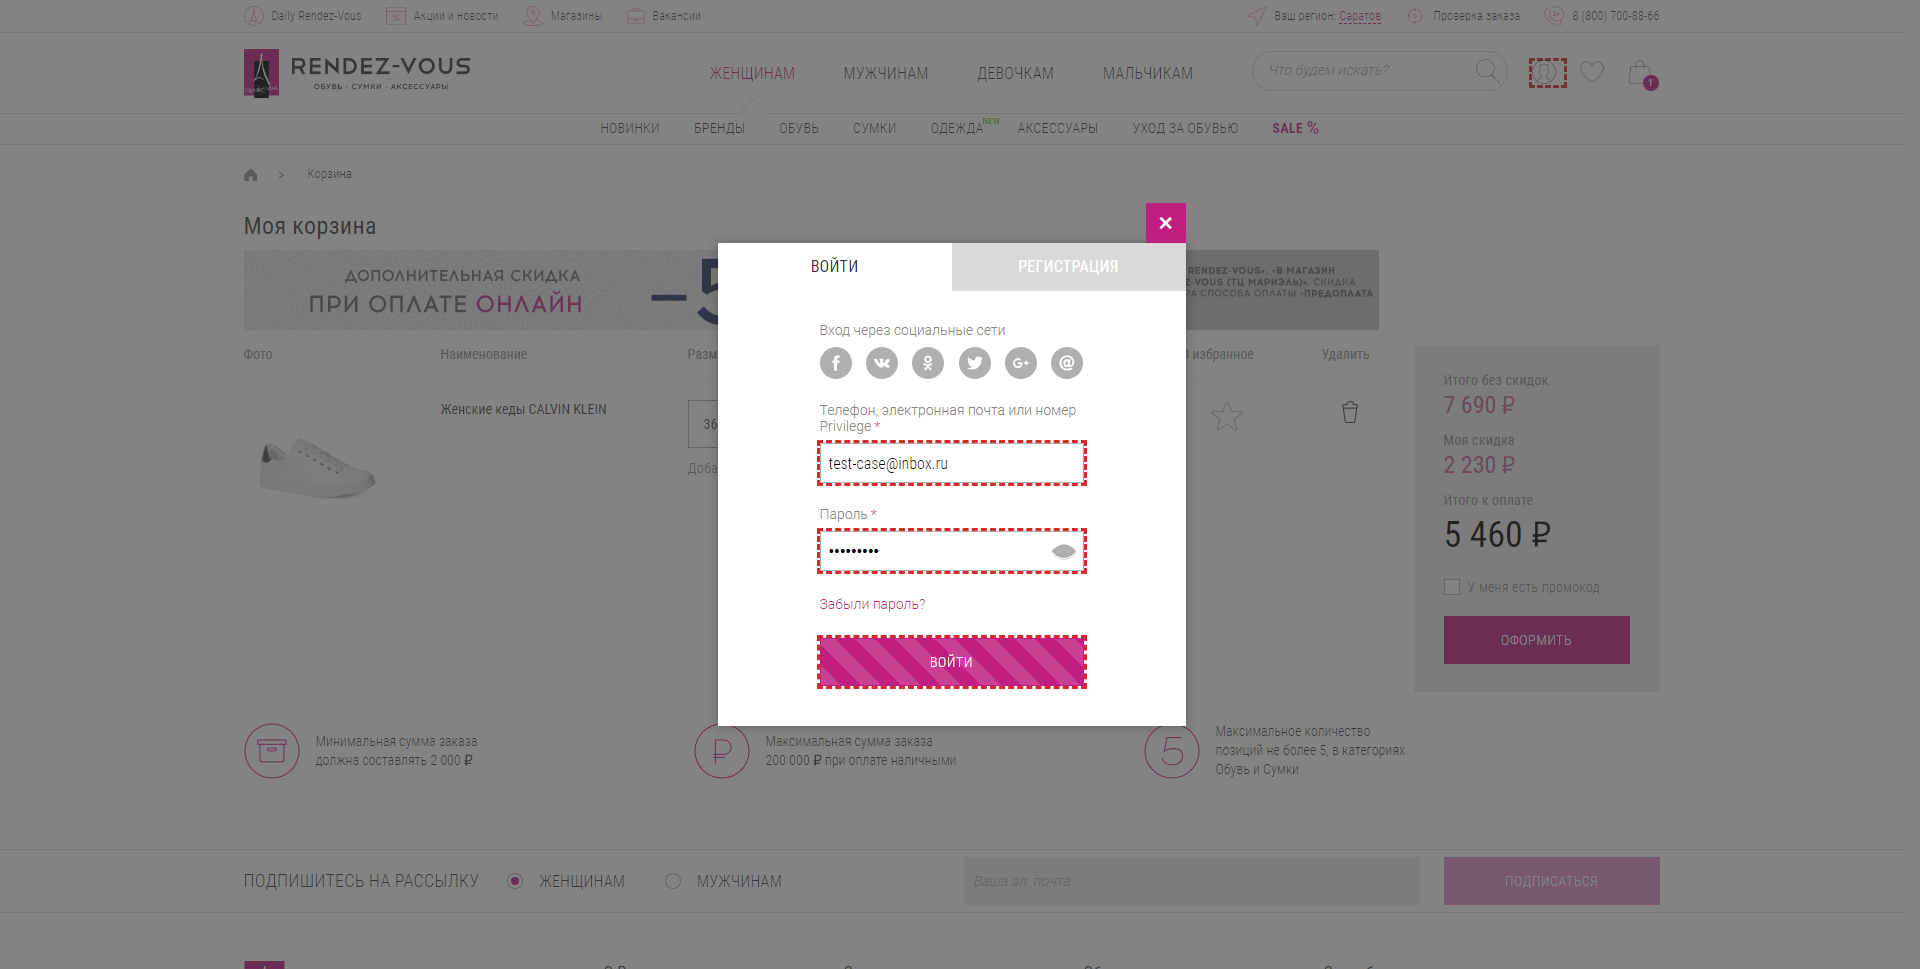 Daily Rendez-Vous
Акции и новости
Магазины
Вакансии
Ваш регион: Саратов
Проверка заказа
8 (800) 700-88-66
RENDEZ-VOUS
ОБУВЬ · СУМКИ · АКСЕССУАРЫ
ЖЕНЩИНАМ
МУЖЧИНАМ
ДЕВОЧКАМ
МАЛЬЧИКАМ
Что будем искать?
1
НОВИНКИ
БРЕНДЫ
ОБУВЬ
СУМКИ
ОДЕЖДА NEW
АКСЕССУАРЫ
УХОД ЗА ОБУВЬЮ
SALE %
> Корзина
Моя корзина
ДОПОЛНИТЕЛЬНАЯ СКИДКА
ПРИ ОПЛАТЕ ОНЛАЙН
–5
RENDEZ-VOUS», «В МАГАЗИН
Z-VOUS (ТЦ МАРИЭЛЬ)». СКИДКА
РА СПОСОБА ОПЛАТЫ «ПРЕДОПЛАТА
ВОЙТИ
РЕГИСТРАЦИЯ
Вход через социальные сети
Телефон, электронная почта или номер
Privilege *
test-case@inbox.ru
Пароль *
•••••••••
Забыли пароль?
ВОЙТИ
Фото
Наименование
Разм
В избранное
Удалить
Женские кеды CALVIN KLEIN
36
Доба
Итого без скидок
7 690 ₽
Моя скидка
2 230 ₽
Итого к оплате
5 460 ₽
У меня есть промокод
ОФОРМИТЬ
Минимальная сумма заказа
должна составлять 2 000 ₽
₽
Максимальная сумма заказа
200 000 ₽ при оплате наличными
5
Максимальное количество
позиций не более 5, в категориях
Обувь и Сумки
ПОДПИШИТЕСЬ НА РАССЫЛКУ
ЖЕНЩИНАМ
МУЖЧИНАМ
Ваша эл. почта
ПОДПИСАТЬСЯ